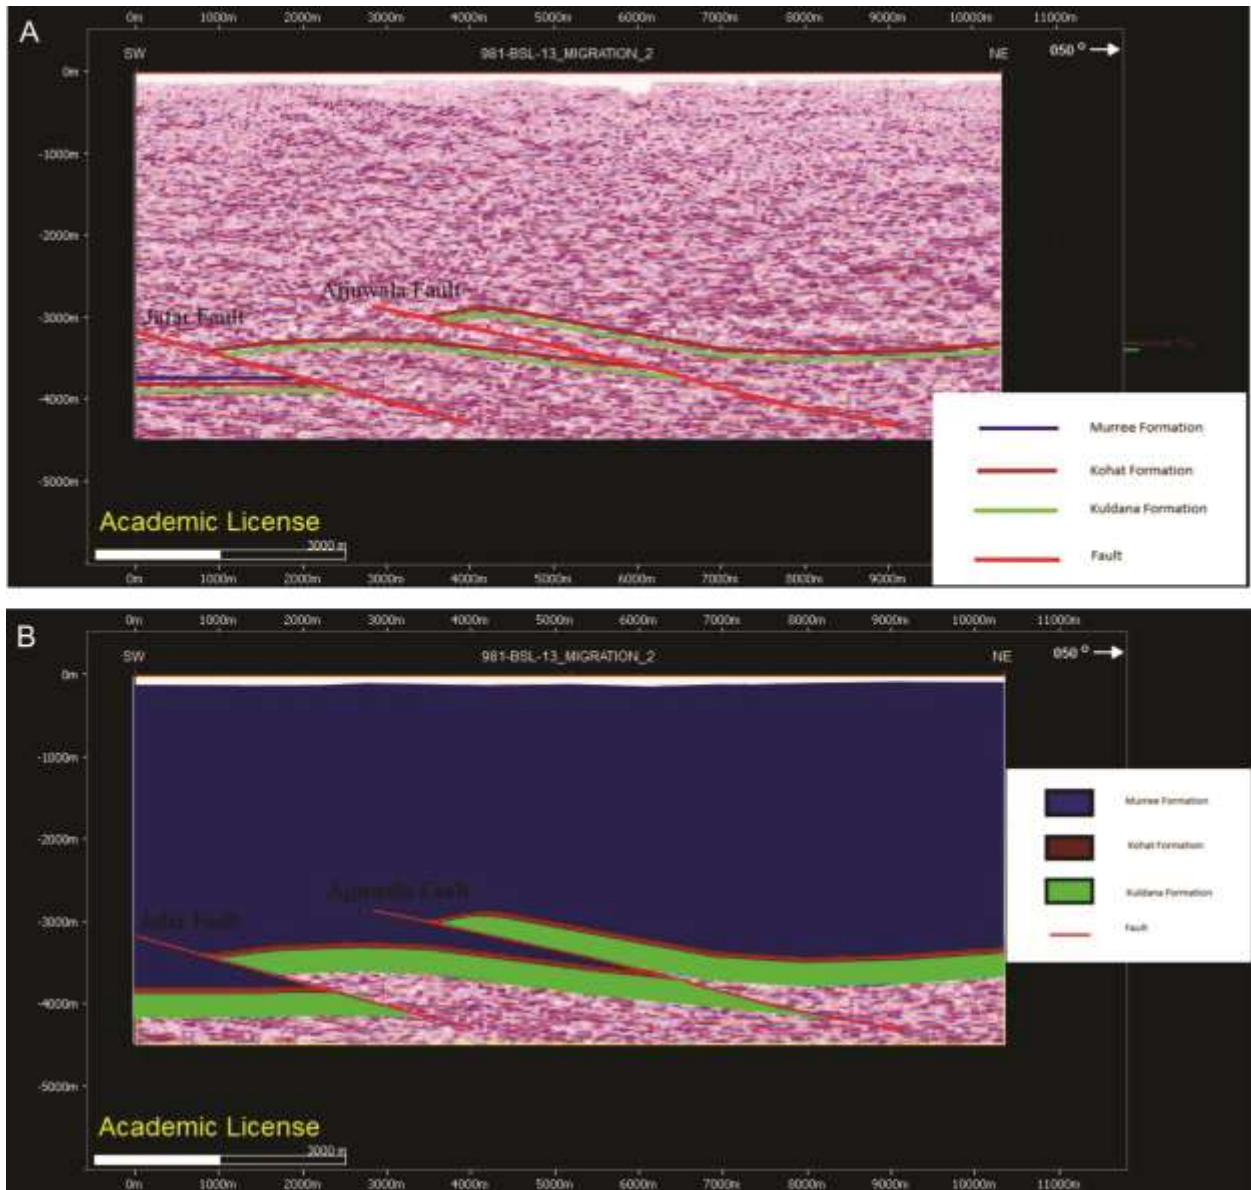 A
0m 1000m 2000m 3000m 4000m 5000m 6000m 7000m 8000m 9000m 10000m 11000m
SW 981-BSL-13_MIGRATION_2 NE 050 °
0m
-1000m
-2000m
Ajjuwala Fault
-3000m
Jafar Fault
-4000m
Murree Formation
Kohat Formation
-5000m
Kuldana Formation
Academic License
3000 m
Fault
0m 1000m 2000m 3000m 4000m 5000m 6000m 7000m 8000m 9000m
B
0m 1000m 2000m 3000m 4000m 5000m 6000m 7000m 8000m 9000m 10000m 11000m
SW 981-BSL-13_MIGRATION_2 NE 050 °
0m
-1000m
Murree Formation
Kohat Formation
-2000m
Kuldana Formation
Ajjuwala Fault
Fault
-3000m
Jafar Fault
-4000m
-5000m
Academic License
3000 m
0m 1000m 2000m 3000m 4000m 5000m 6000m 7000m 8000m 9000m 10000m 11000m